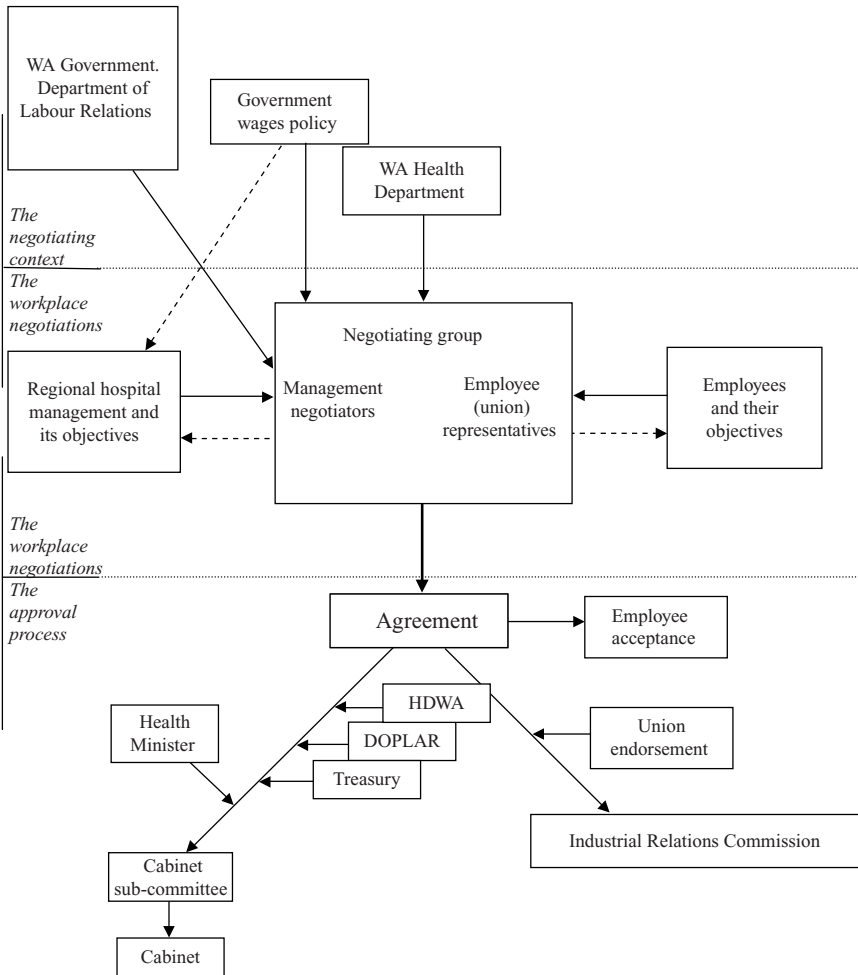 WA Government.
Department of
Labour Relations
Government
wages policy
WA Health
Department
The
negotiating
context
The
workplace
negotiations
Negotiating group
Management
negotiators
Employee
(union)
representatives
Regional hospital
management and
its objectives
Employees
and their
objectives
The
workplace
negotiations
The
approval
process
Agreement
Employee
acceptance
HDWA
DOPLAR
Treasury
Health
Minister
Union
endorsement
Industrial Relations Commission
Cabinet
sub-committee
Cabinet